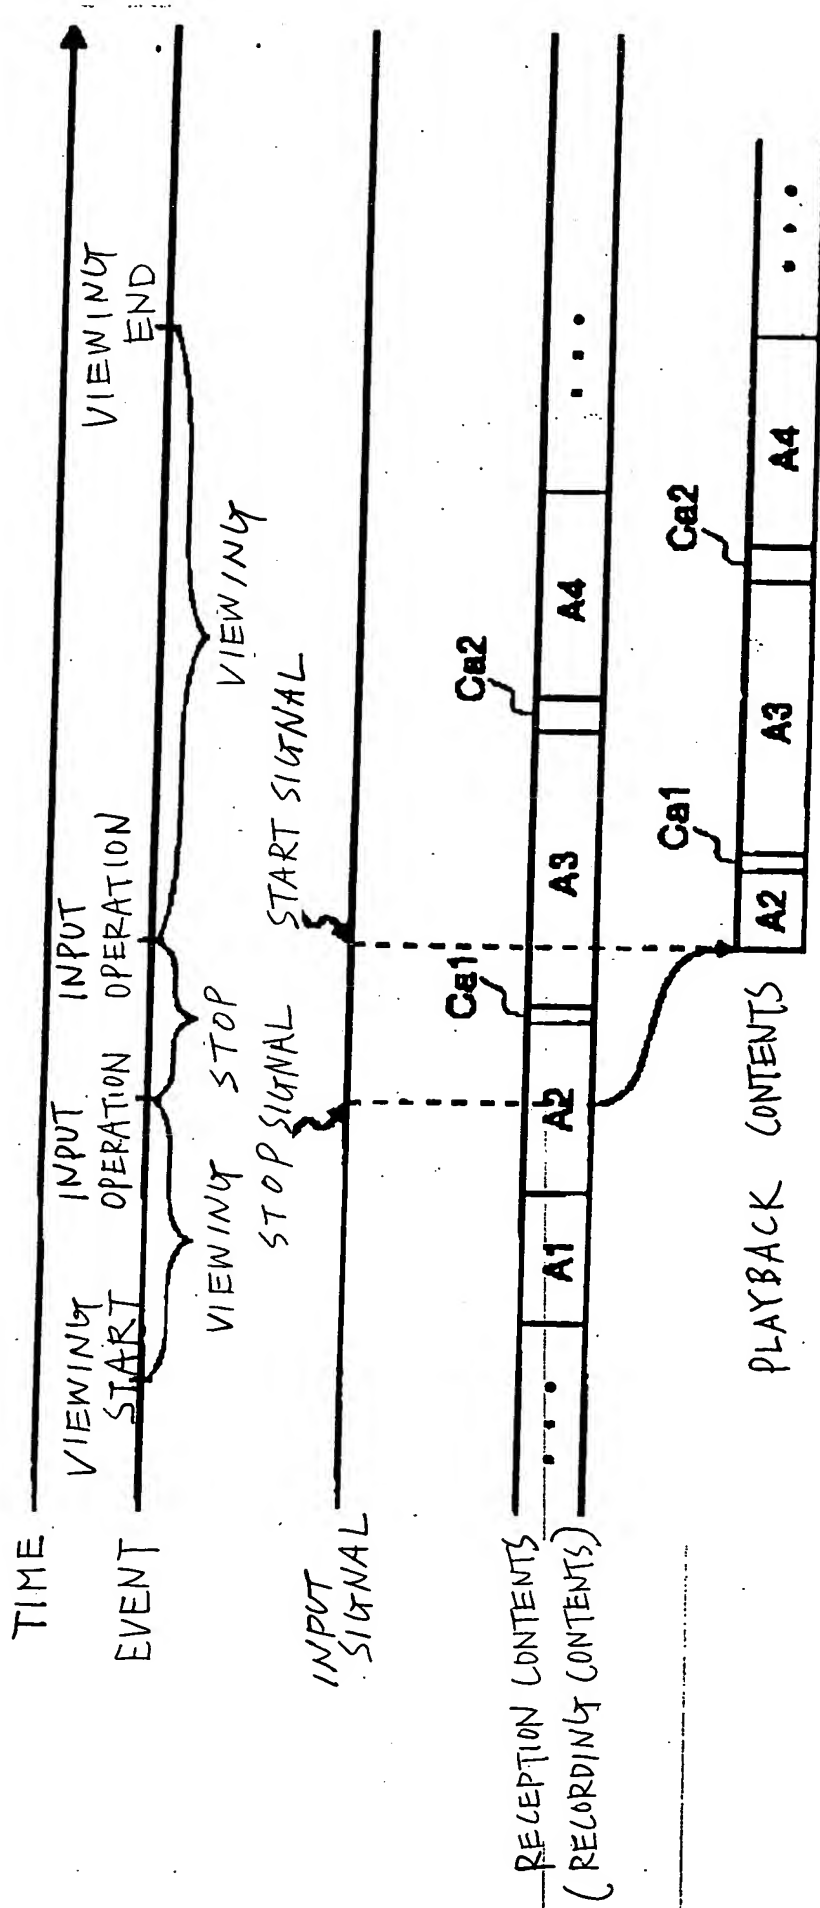 TIME
EVENT
VIEWING
START
INPUT
OPERATION
INPUT
OPERATION
VIEWING
END
VIEWING
STOP
VIEWING
INPUT
SIGNAL
STOP SIGNAL
START SIGNAL
RECEPTION CONTENTS
(RECORDING CONTENTS)
Ca1
Ca2
• • •
A1
A2
A3
A4
• • •
PLAYBACK CONTENTS
Ca1
Ca2
A2
A3
A4
• • •